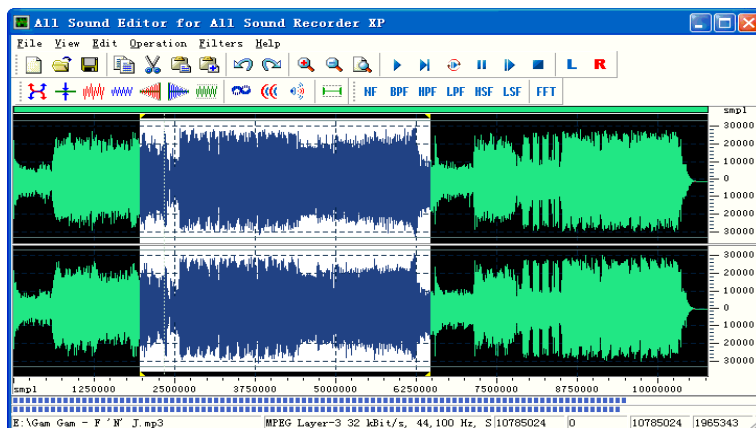 All Sound Editor for All Sound Recorder XP
File View Edit Operation Filters Help
L R
NF BPF HPF LPF HSF LSF FFT
smpl
30000
20000
10000
0
10000
20000
30000
30000
20000
10000
0
10000
20000
30000
smpl 1250000 2500000 3750000 5000000 6250000 7500000 8750000 10000000
E:\Gam Gam - F 'N' J.mp3 MPEG Layer-3 32 kBit/s, 44,100 Hz, S 10785024 0 10785024 1965343